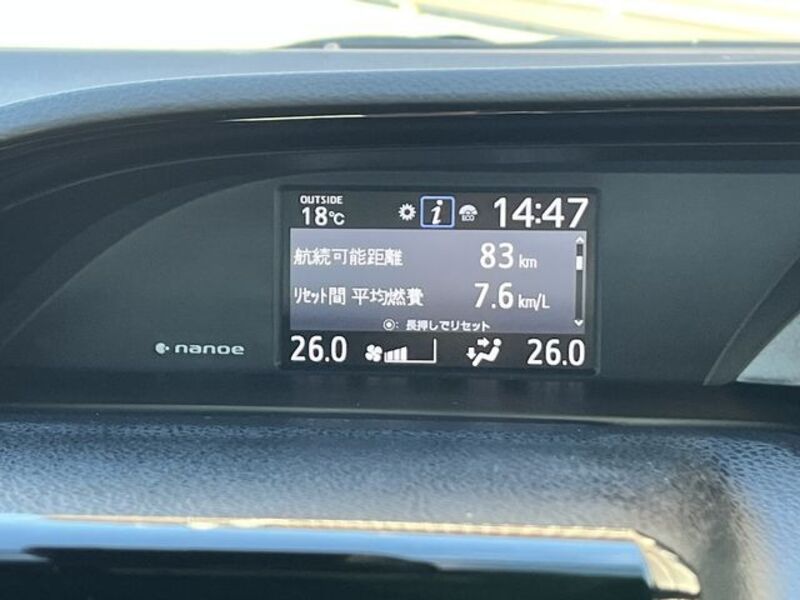 OUTSIDE
18℃
i
ECO
14:47
航続可能距離 83 km
リセット間 平均燃費 7.6 km/L
◉: 長押しでリセット
26.0
26.0
nanoe